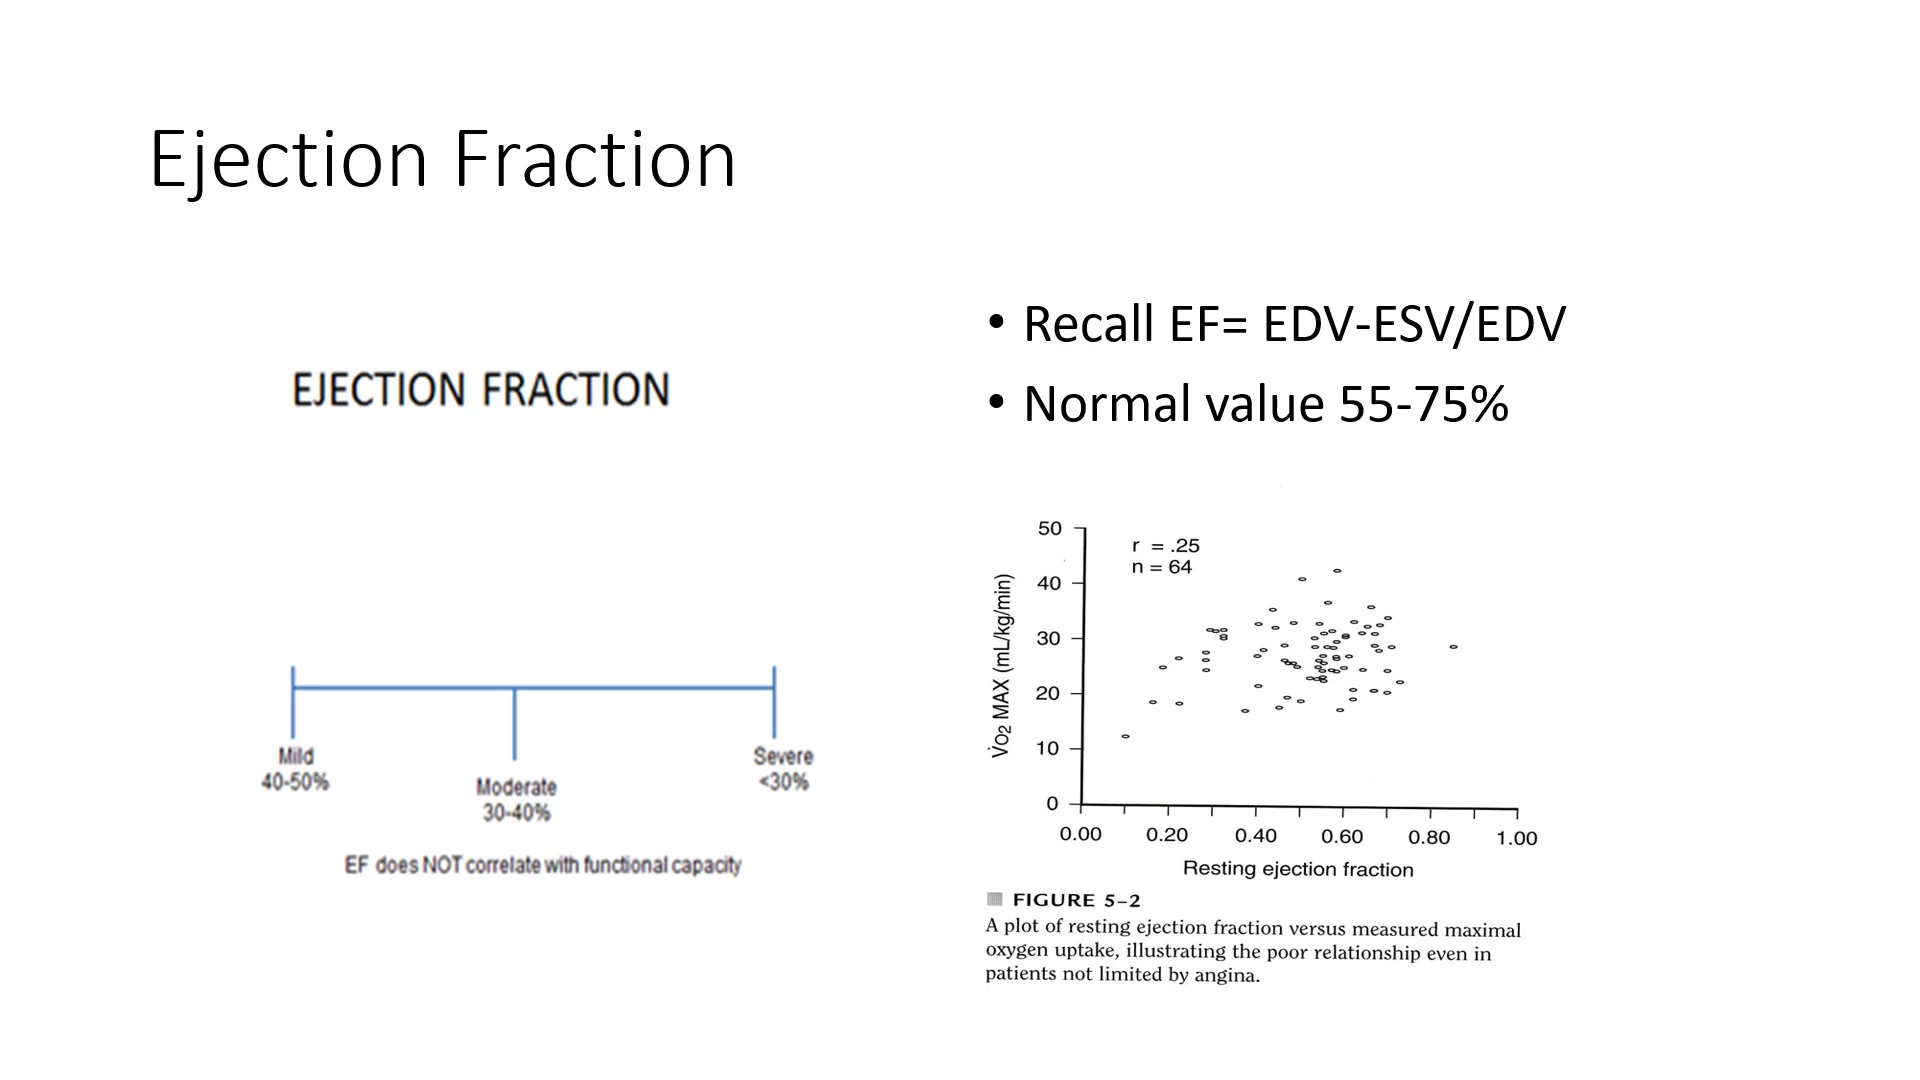 Ejection Fraction
EJECTION FRACTION
Mild
40-50%
Moderate
30-40%
Severe
<30%
EF does NOT correlate with functional capacity
• Recall EF= EDV-ESV/EDV
• Normal value 55-75%
r = .25
n = 64
V̇O2 MAX (mL/kg/min)
50
40
30
20
10
0
0.00 0.20 0.40 0.60 0.80 1.00
Resting ejection fraction
FIGURE 5–2
A plot of resting ejection fraction versus measured maximal
oxygen uptake, illustrating the poor relationship even in
patients not limited by angina.